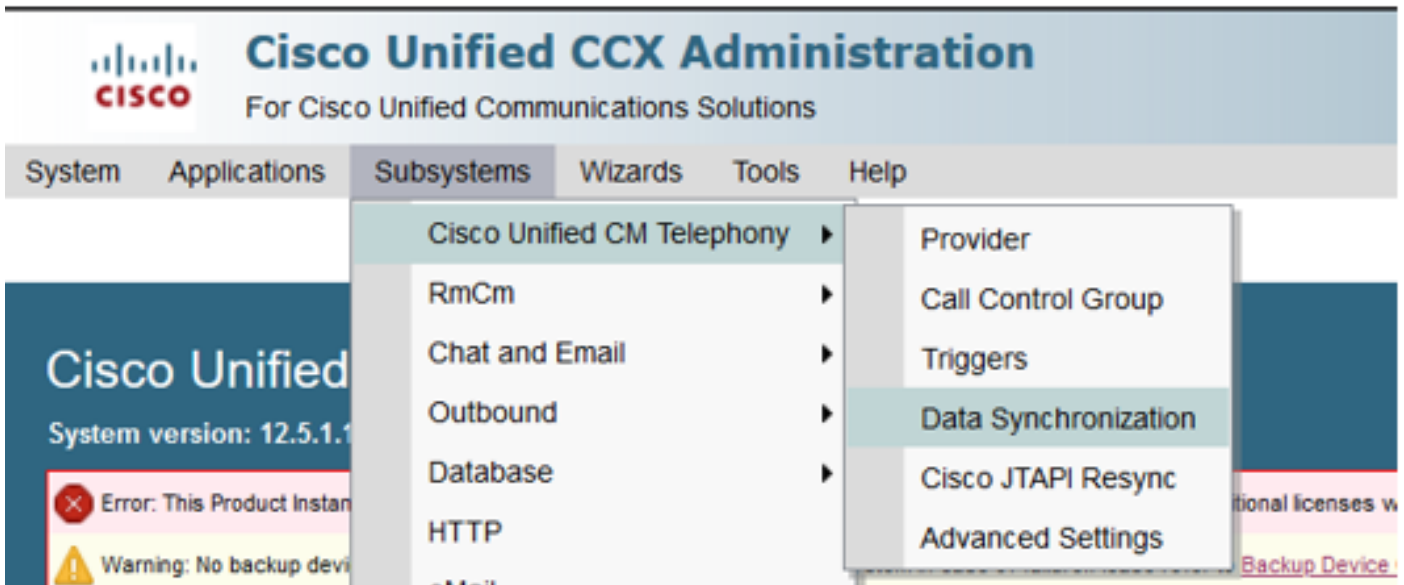 CISCO
Cisco Unified CCX Administration
For Cisco Unified Communications Solutions
System Applications Subsystems Wizards Tools Help
Cisco Unified CM Telephony
RmCm
Chat and Email
Outbound
Database
HTTP
eMail
Provider
Call Control Group
Triggers
Data Synchronization
Cisco JTAPI Resync
Advanced Settings
Cisco Unified
System version: 12.5.1.1
Error: This Product Instan
tional licenses w
Warning: No backup devi
Backup Device